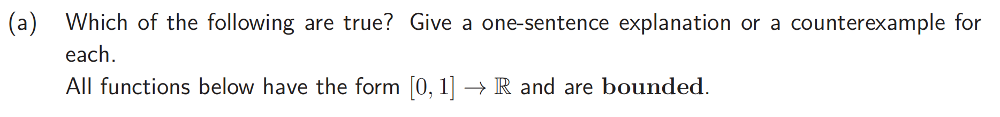 (a) Which of the following are true? Give a one-sentence explanation or a counterexample for
each.
All functions below have the form [0, 1] → ℝ and are bounded.